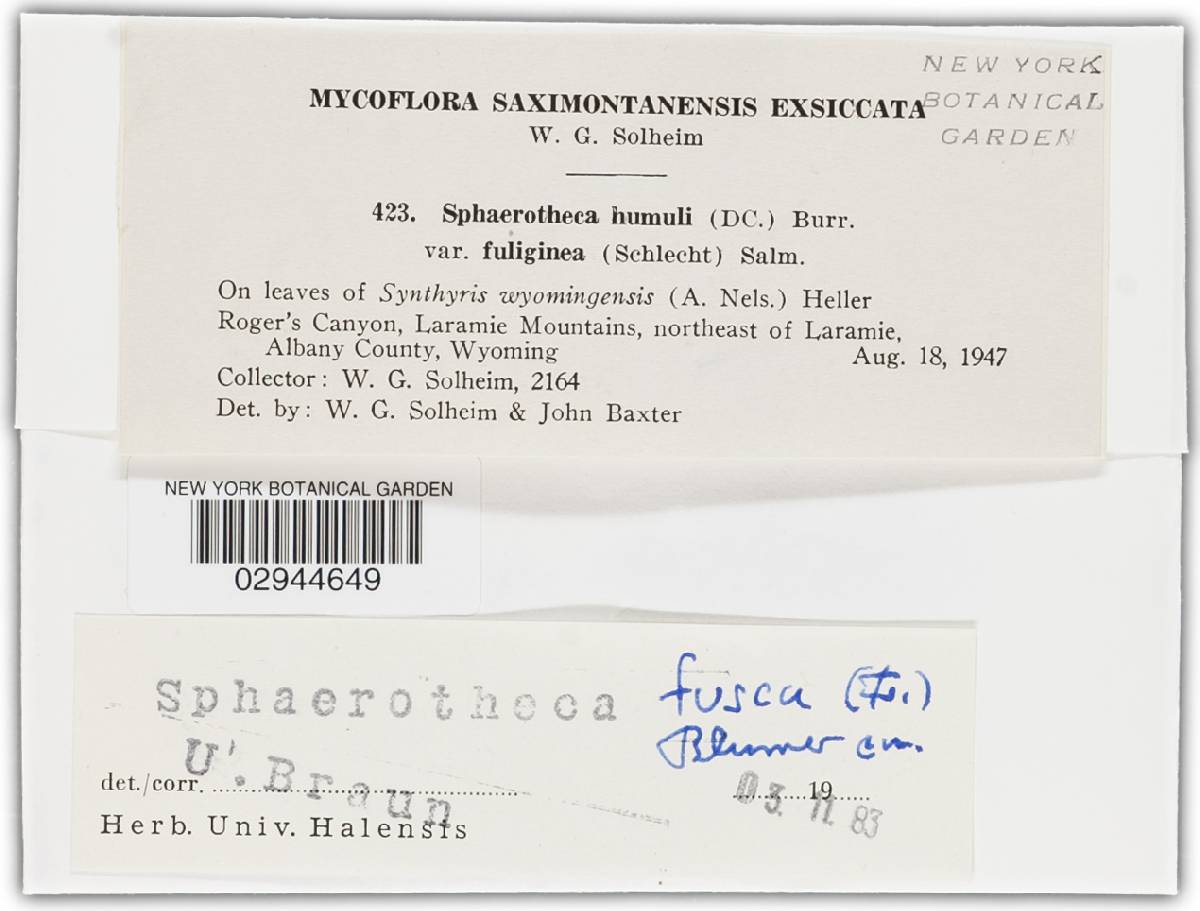 NEW YORK
BOTANICAL
GARDEN
MYCOFLORA SAXIMONTANENSIS EXSICCATA
W. G. Solheim
423. Sphaerotheca humuli (DC.) Burr.
var. fuliginea (Schlecht) Salm.
On leaves of Synthyris wyomingensis (A. Nels.) Heller
Roger's Canyon, Laramie Mountains, northeast of Laramie,
Albany County, Wyoming Aug. 18, 1947
Collector: W. G. Solheim, 2164
Det. by: W. G. Solheim & John Baxter
NEW YORK BOTANICAL GARDEN
02944649
Sphaerotheca fusca (Fr.)
Blumer em.
U. Braun
det./corr. 03. 11. 1983
Herb. Univ. Halensis